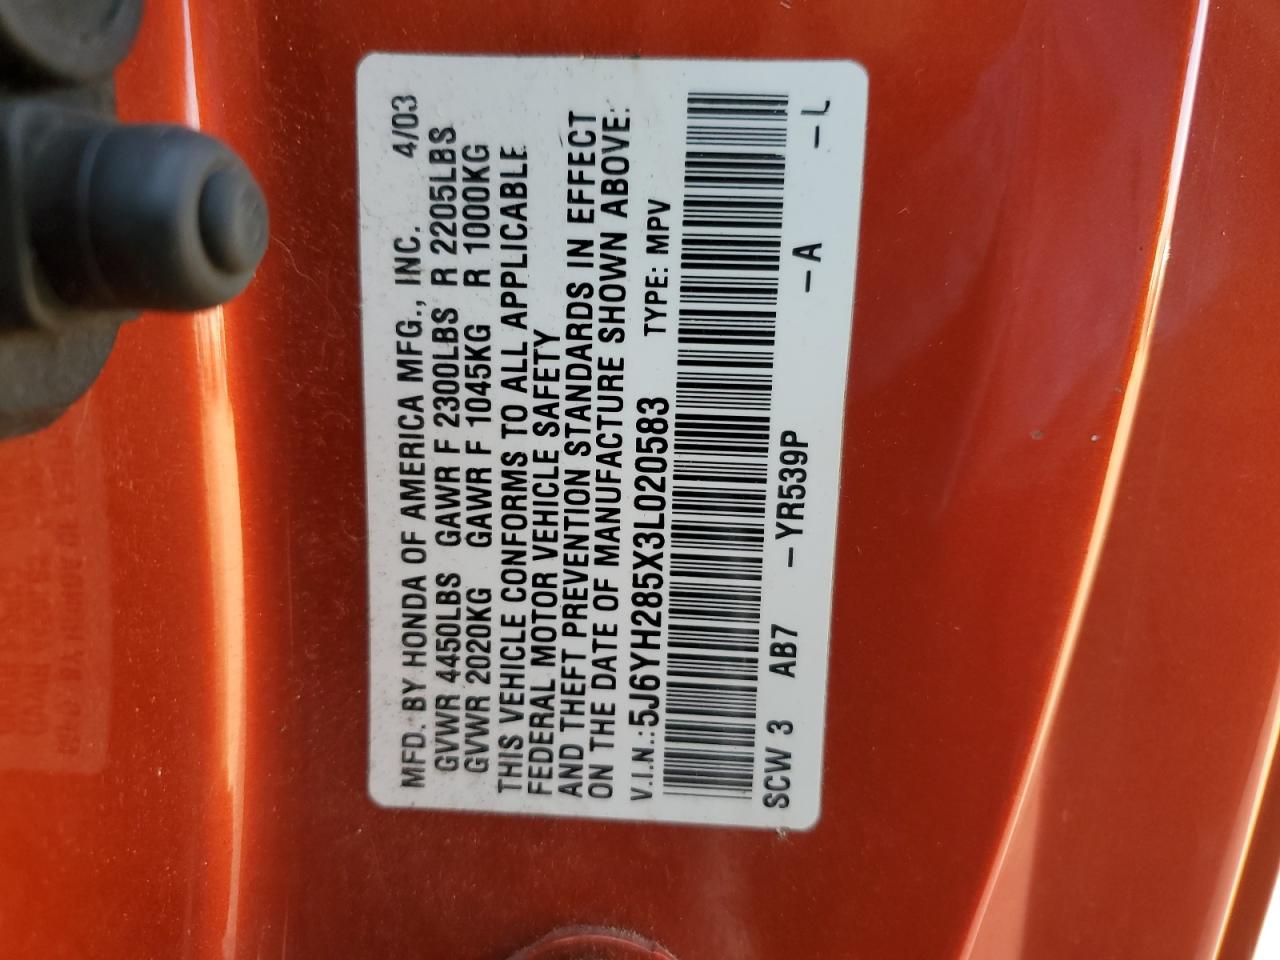 MFD. BY HONDA OF AMERICA MFG., INC. 4/03
GVWR 4450LBS GAWR F 2300LBS R 2205LBS
GVWR 2020KG GAWR F 1045KG R 1000KG
THIS VEHICLE CONFORMS TO ALL APPLICABLE
FEDERAL MOTOR VEHICLE SAFETY
AND THEFT PREVENTION STANDARDS IN EFFECT
ON THE DATE OF MANUFACTURE SHOWN ABOVE.
V.I.N.:5J6YH285X3L020583 TYPE: MPV
SCW 3 AB7 – YR539P – A – L